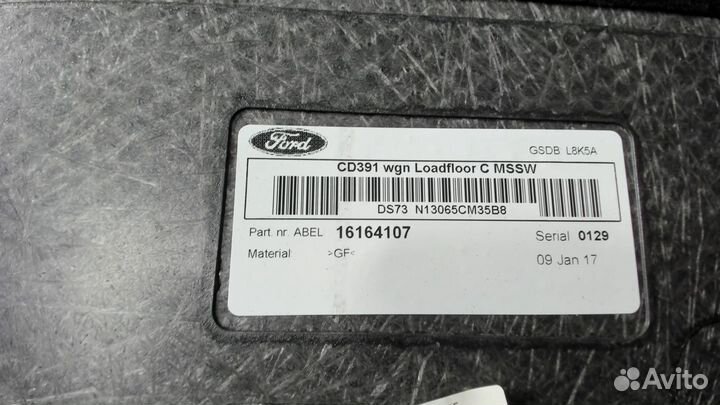 Ford
GSDB L8K5A
CD391 wgn Loadfloor C MSSW
DS73 N13065CM35B8
Part. nr. ABEL 16164107
Serial 0129
Material >GF<
09 Jan 17
Avito